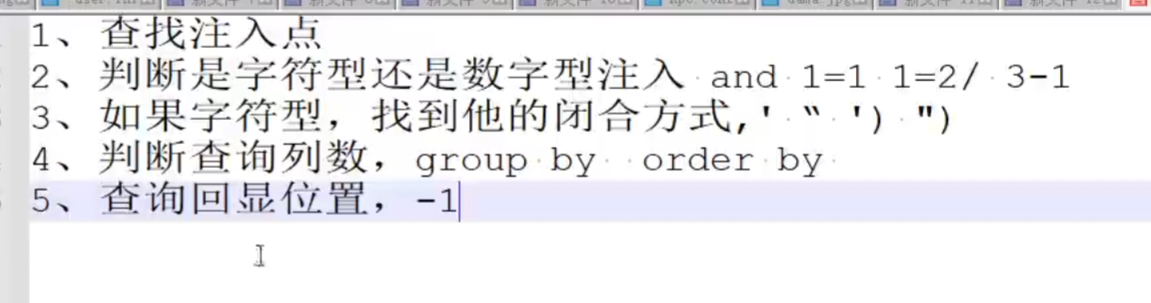 1、查找注入点
2、判断是字符型还是数字型注入 and 1=1 1=2/ 3-1
3、如果字符型，找到他的闭合方式,' “ ') ")
4、判断查询列数，group by  order by
5、查询回显位置，-1